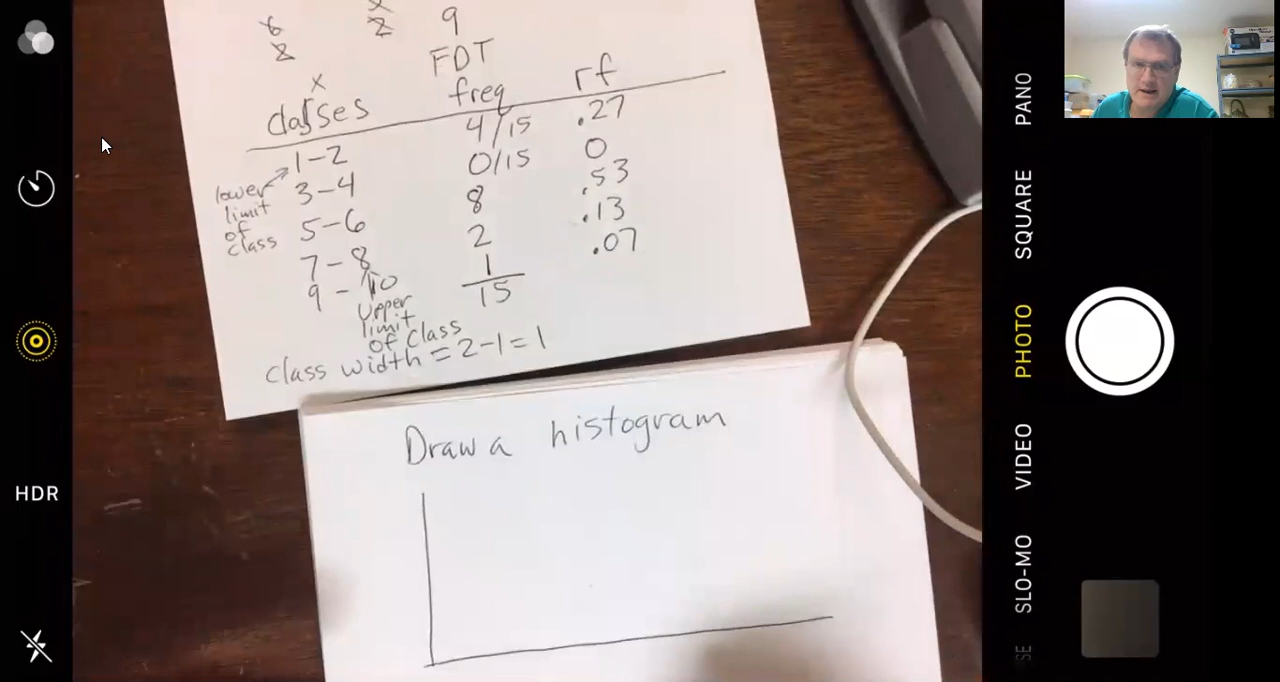 9
FDT
x
classes freq rf
1-2 4/15 .27
3-4 0/15 0
5-6 8 .53
7-8 2 .13
9-10 1 .07
15
lower
limit
of
class
upper
limit
of class
class width = 2-1=1
Draw a histogram
HDR
PANO
SQUARE
PHOTO
VIDEO
SLO-MO
SE